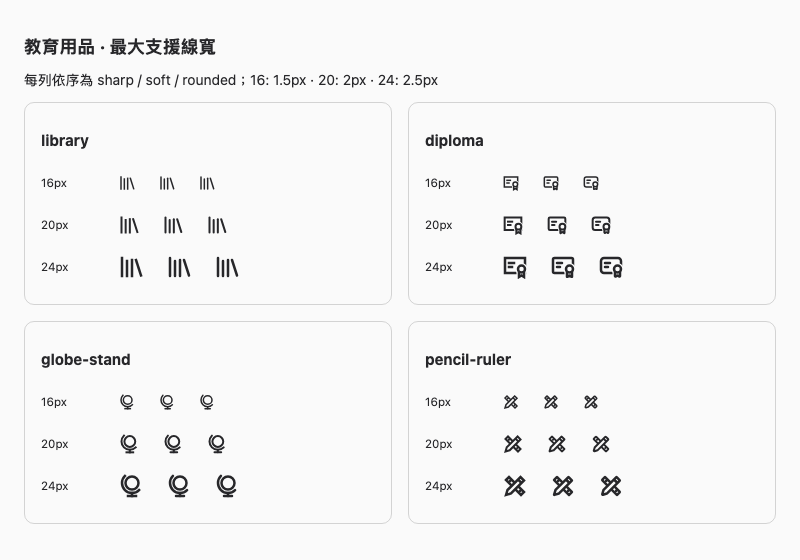 教育用品 · 最大支援線寬
每列依序為 sharp / soft / rounded；16: 1.5px · 20: 2px · 24: 2.5px
library
16px
20px
24px
diploma
16px
20px
24px
globe-stand
16px
20px
24px
pencil-ruler
16px
20px
24px